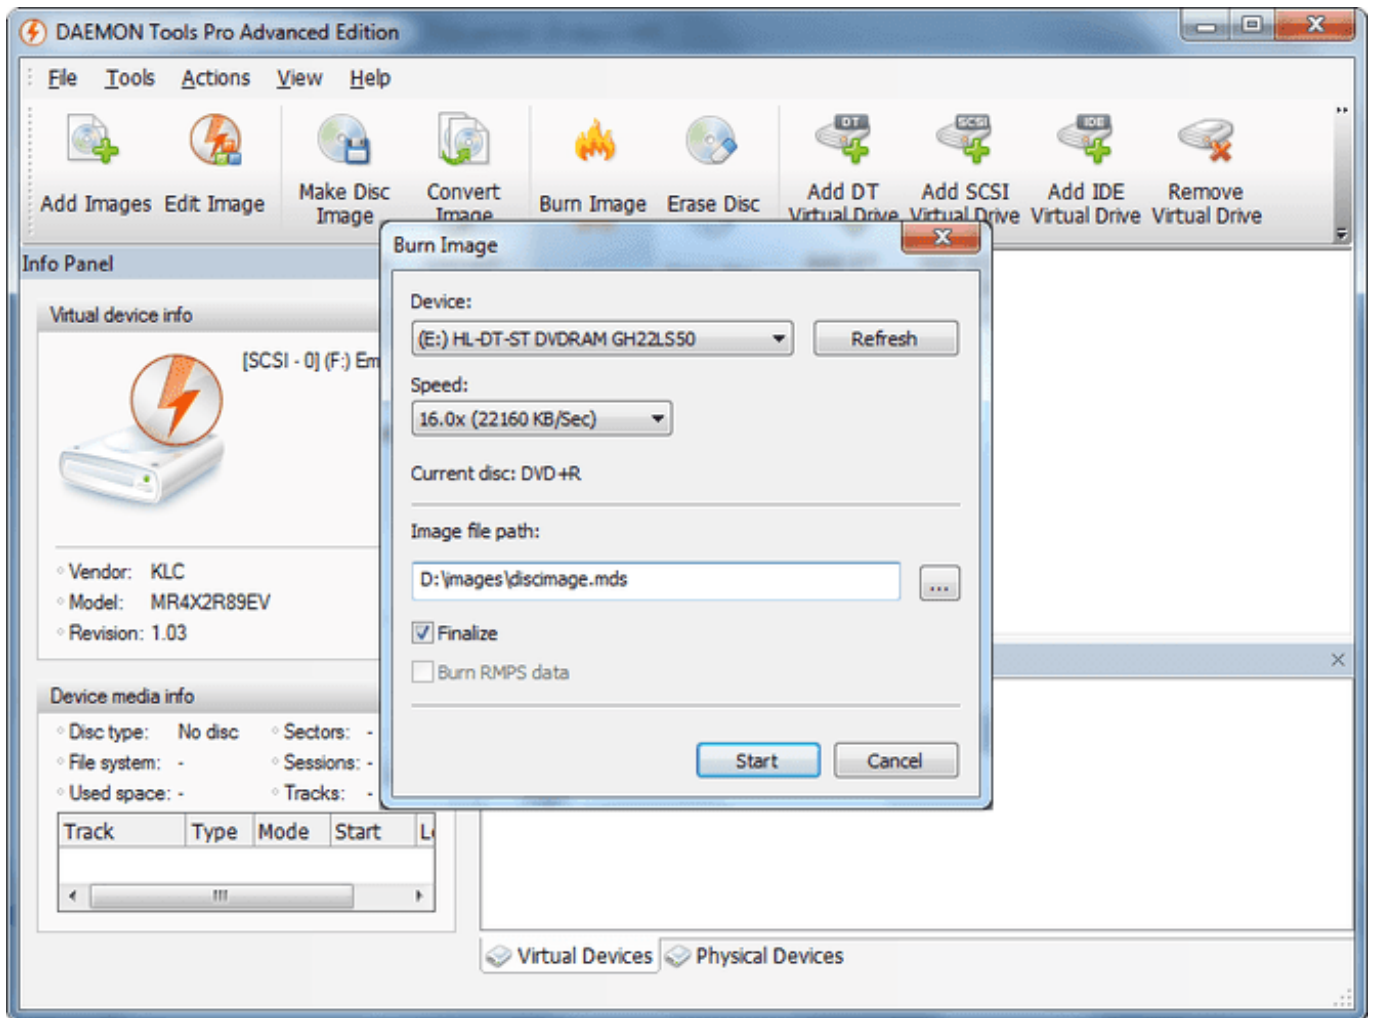 DAEMON Tools Pro Advanced Edition
File Tools Actions View Help
Add Images
Edit Image
Make Disc
Image
Convert
Image
Burn Image
Erase Disc
Add DT
Virtual Drive
Add SCSI
Virtual Drive
Add IDE
Virtual Drive
Remove
Virtual Drive
DT
SCSI
IDE
Info Panel
Virtual device info
[SCSI - 0] (F:) Em
Vendor: KLC
Model: MR4X2R89EV
Revision: 1.03
Device media info
Disc type: No disc
Sectors: -
File system: -
Sessions: -
Used space: -
Tracks: -
Track Type Mode Start
Burn Image
Device:
(E:) HL-DT-ST DVDRAM GH22LS50
Refresh
Speed:
16.0x (22160 KB/Sec)
Current disc: DVD+R
Image file path:
D:\images\discimage.mds
...
Finalize
Burn RMPS data
Start
Cancel
Virtual Devices
Physical Devices